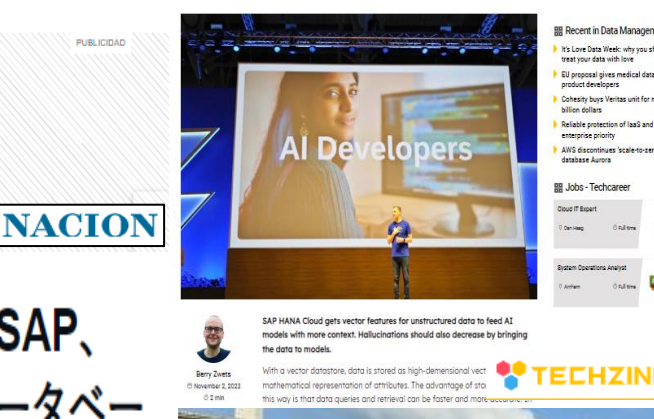 PUBLICIDAD
NACION
SAP、
ータベー
AI Developers
Berry Zwets
November 2, 2023
2 min
SAP HANA Cloud gets vector features for unstructured data to feed AI
models with more context. Hallucinations should also decrease by bringing
the data to models.
With a vector datastore, data is stored as high-dimensional vect
mathematical representation of attributes. The advantage of sto
this way is that data queries and retrieval can be faster and more accurate. In
TECHZIN
Recent in Data Managem
It's Love Data Week: why you sh
treat your data with love
EU proposal gives medical data
product developers
Cohesity buys Veritas unit for m
billion dollars
Reliable protection of IaaS and
enterprise priority
AWS discontinues 'scale-to-zer
database Aurora
Jobs - Techcareer
Cloud IT Expert
Den Haag
Full time
System Operations Analyst
Arnhem
Full time